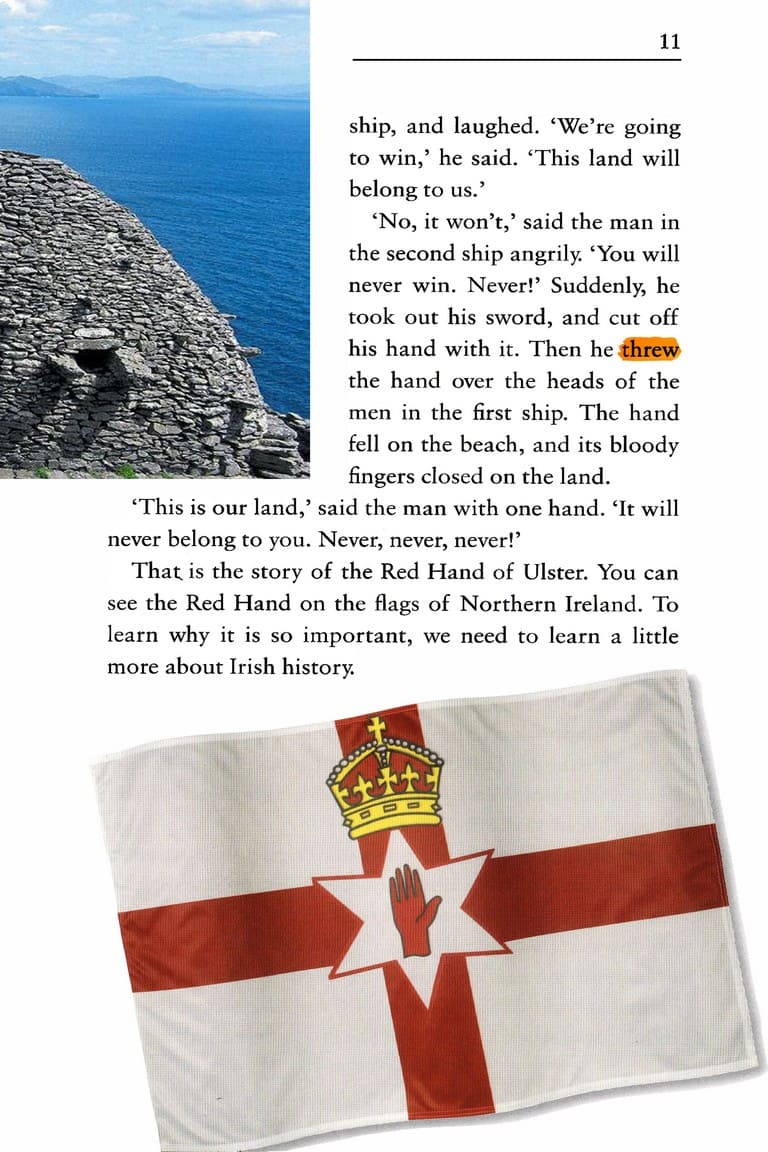 11
ship, and laughed. ‘We’re going
to win,’ he said. ‘This land will
belong to us.’
‘No, it won’t,’ said the man in
the second ship angrily. ‘You will
never win. Never!’ Suddenly, he
took out his sword, and cut off
his hand with it. Then he threw
the hand over the heads of the
men in the first ship. The hand
fell on the beach, and its bloody
fingers closed on the land.
‘This is our land,’ said the man with one hand. ‘It will
never belong to you. Never, never, never!’
That is the story of the Red Hand of Ulster. You can
see the Red Hand on the flags of Northern Ireland. To
learn why it is so important, we need to learn a little
more about Irish history.